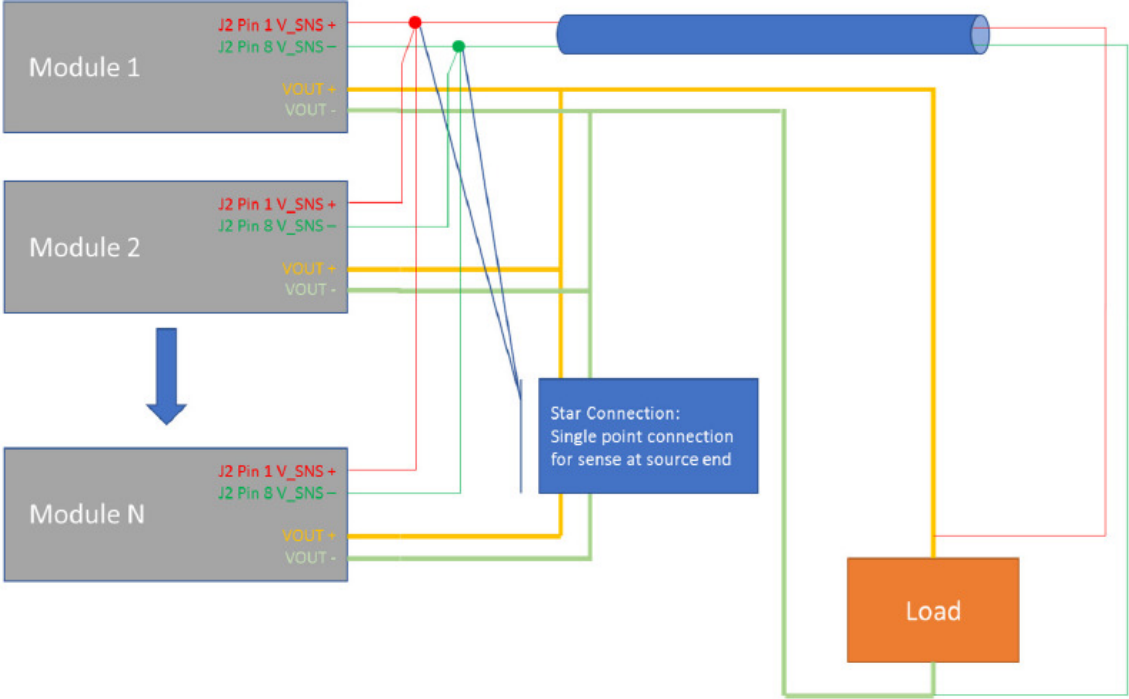 J2 Pin 1 V_SNS +
J2 Pin 8 V_SNS –
Module 1
VOUT +
VOUT -
J2 Pin 1 V_SNS +
J2 Pin 8 V_SNS –
Module 2
VOUT +
VOUT -
Star Connection:
Single point connection
for sense at source end
J2 Pin 1 V_SNS +
J2 Pin 8 V_SNS –
Module N
VOUT +
VOUT -
Load